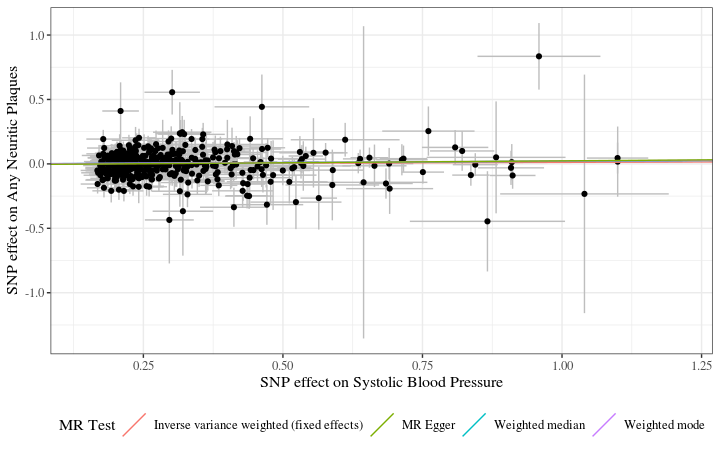 SNP effect on Any Neuritic Plaques
1.0
0.5
0.0
-0.5
-1.0
0.25 0.50 0.75 1.00 1.25
SNP effect on Systolic Blood Pressure
MR Test Inverse variance weighted (fixed effects) MR Egger Weighted median Weighted mode